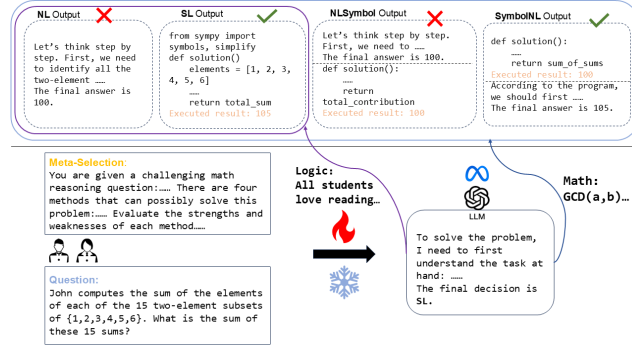 NL Output
Let's think step by
step. First, we need
to identify all the
two-element ……
The final answer is
100.
SL Output
from sympy import
symbols, simplify
def solution()
elements = [1, 2, 3,
4, 5, 6]
……
return total_sum
Executed result: 105
NLSymbol Output
Let's think step by step.
First, we need to ……
The final answer is 100.
def solution():
……
return
total_contribution
Executed result: 100
SymbolNL Output
def solution():
……
return sum_of_sums
Executed result: 100
According to the program,
we should first ……
The final answer is 105.
Meta-Selection:
You are given a challenging math
reasoning question:…… There are four
methods that can possibly solve this
problem:…… Evaluate the strengths and
weaknesses of each method……
Question:
John computes the sum of the elements
of each of the 15 two-element subsets
of {1,2,3,4,5,6}. What is the sum of
these 15 sums?
Logic:
All students
love reading…
LLM
To solve the problem,
I need to first
understand the task at
hand: ……
The final decision is
SL.
Math:
GCD(a,b)…